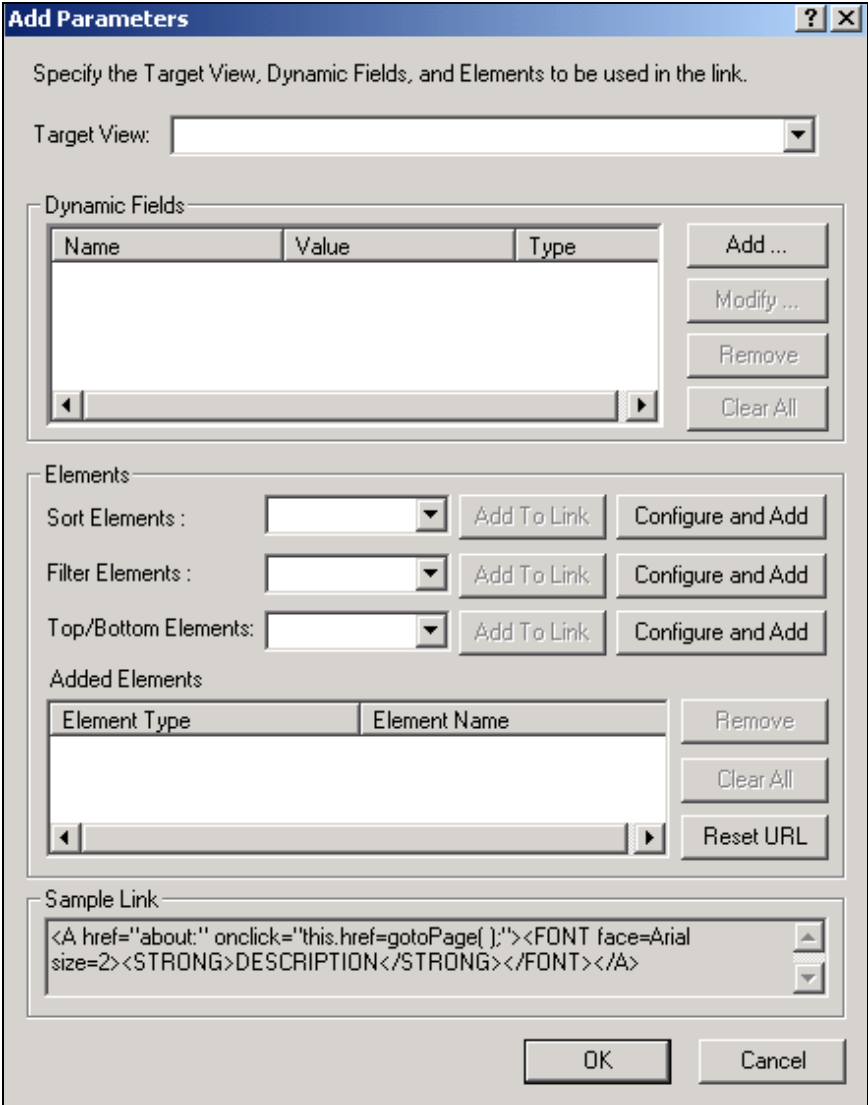 Add Parameters
Specify the Target View, Dynamic Fields, and Elements to be used in the link.
Target View:
Dynamic Fields
Name Value Type
Add ...
Modify ...
Remove
Clear All
Elements
Sort Elements : Add To Link Configure and Add
Filter Elements : Add To Link Configure and Add
Top/Bottom Elements: Add To Link Configure and Add
Added Elements
Element Type Element Name
Remove
Clear All
Reset URL
Sample Link
<A href="about:" onclick="this.href=gotoPage( );"><FONT face=Arial
size=2><STRONG>DESCRIPTION</STRONG></FONT></A>
OK Cancel